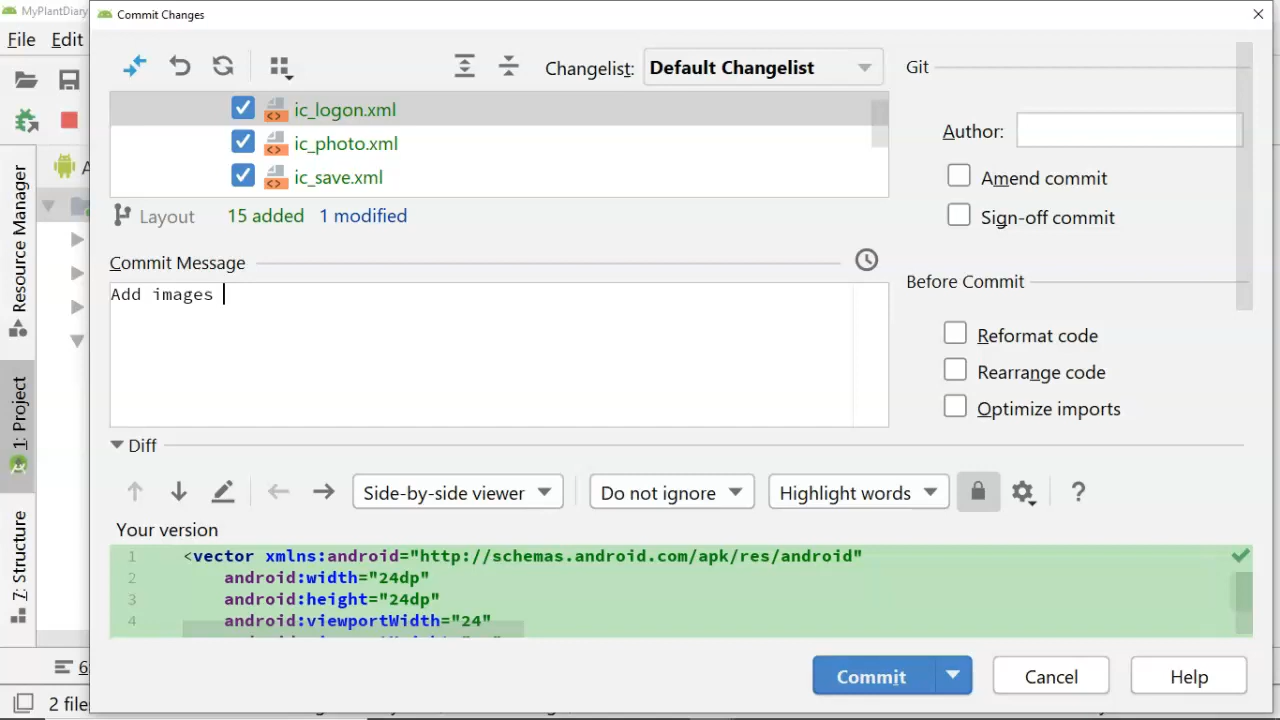 MyPlantDiary
Commit Changes
File Edit
Changelist: Default Changelist
Git
ic_logon.xml
ic_photo.xml
ic_save.xml
Author:
Amend commit
Sign-off commit
Layout 15 added 1 modified
Commit Message
Before Commit
Add images
Reformat code
Rearrange code
Optimize imports
Diff
Side-by-side viewer
Do not ignore
Highlight words
?
Your version
1 <vector xmlns:android="http://schemas.android.com/apk/res/android"
2 android:width="24dp"
3 android:height="24dp"
4 android:viewportWidth="24"
Commit
Cancel
Help
Resource Manager
1: Project
7: Structure
A
6
2 file